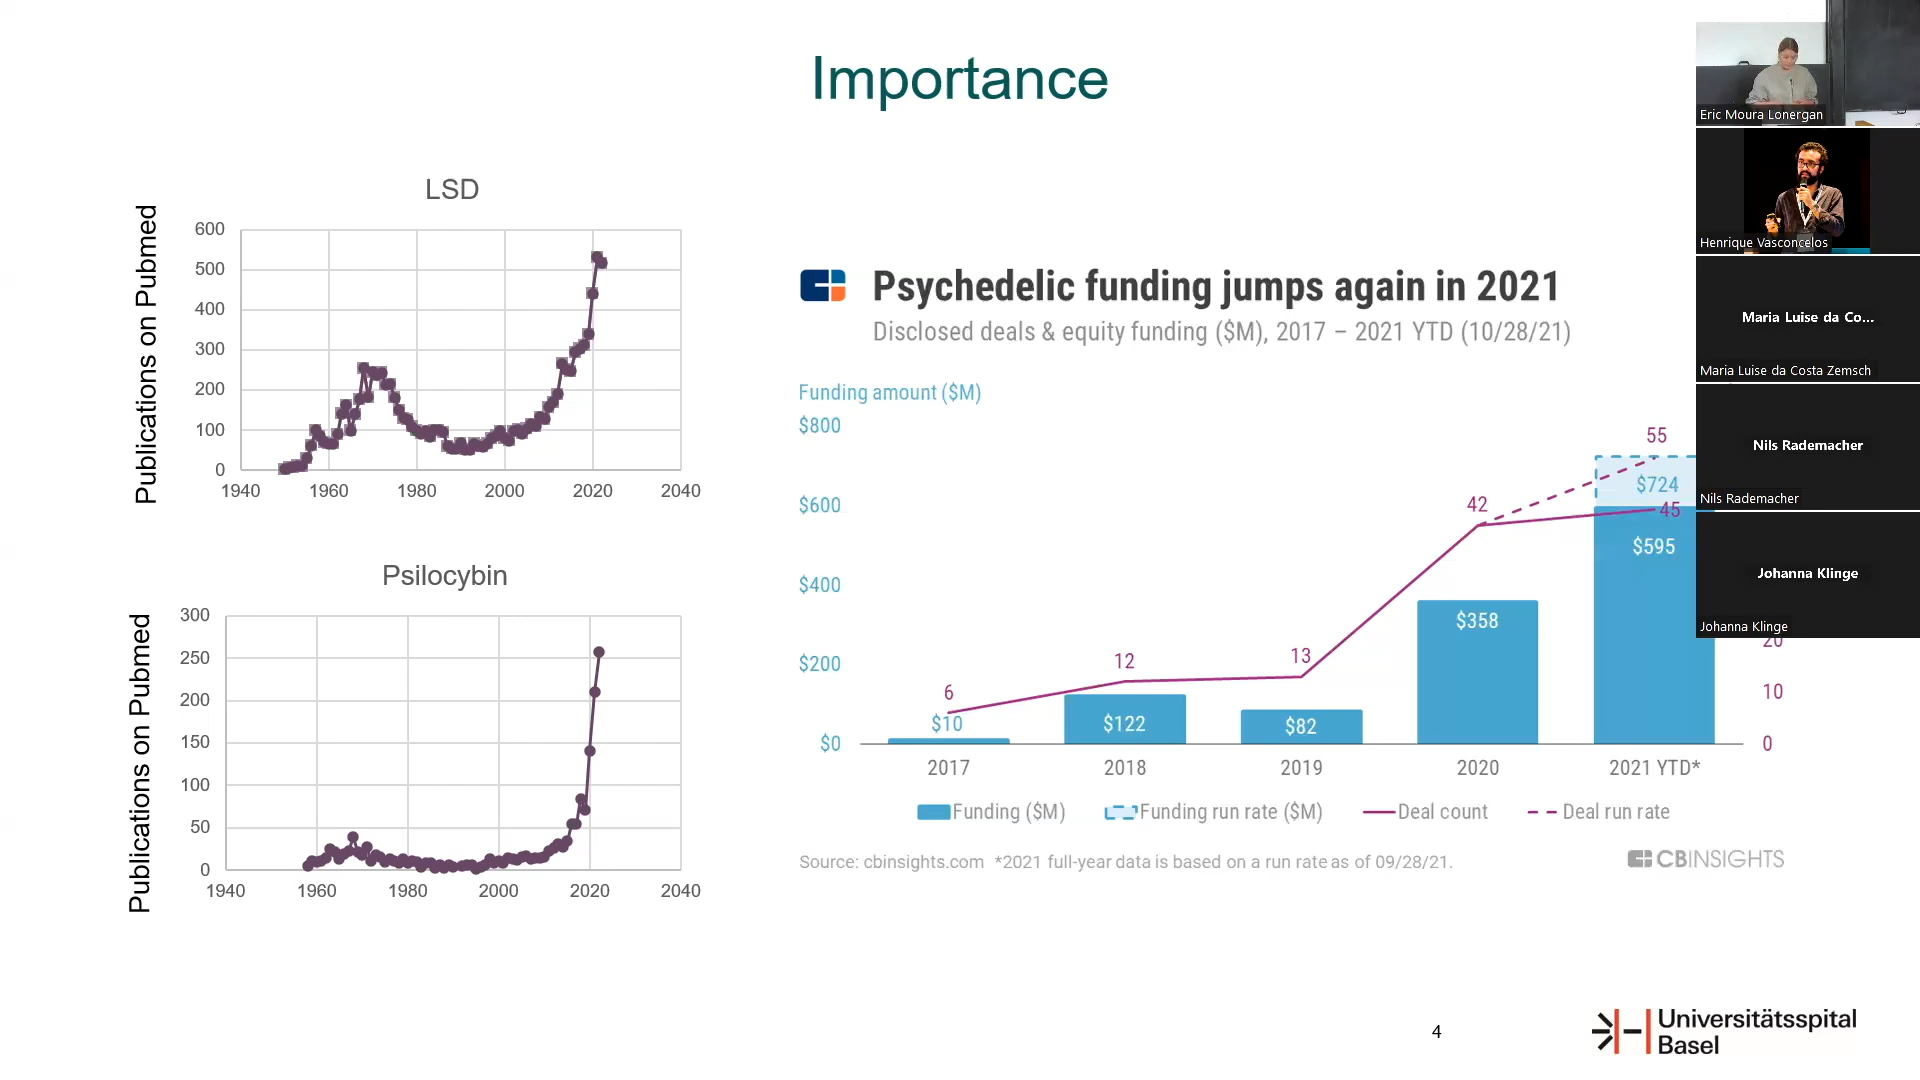 Importance
LSD
Publications on Pubmed
600
500
400
300
200
100
0
1940
1960
1980
2000
2020
2040
Psilocybin
Publications on Pubmed
300
250
200
150
100
50
0
1940
1960
1980
2000
2020
2040
Psychedelic funding jumps again in 2021
Disclosed deals & equity funding ($M), 2017 – 2021 YTD (10/28/21)
Funding amount ($M)
$800
$600
$400
$200
$0
6
12
13
42
55
45
$10
$122
$82
$358
$724
$595
20
10
0
2017
2018
2019
2020
2021 YTD*
Funding ($M)
Funding run rate ($M)
Deal count
Deal run rate
Source: cbinsights.com *2021 full-year data is based on a run rate as of 09/28/21.
CBINSIGHTS
4
Universitätsspital
Basel
Eric Moura Lonergan
Henrique Vasconcelos
Maria Luise da Co...
Maria Luise da Costa Zemsch
Nils Rademacher
Nils Rademacher
Johanna Klinge
Johanna Klinge